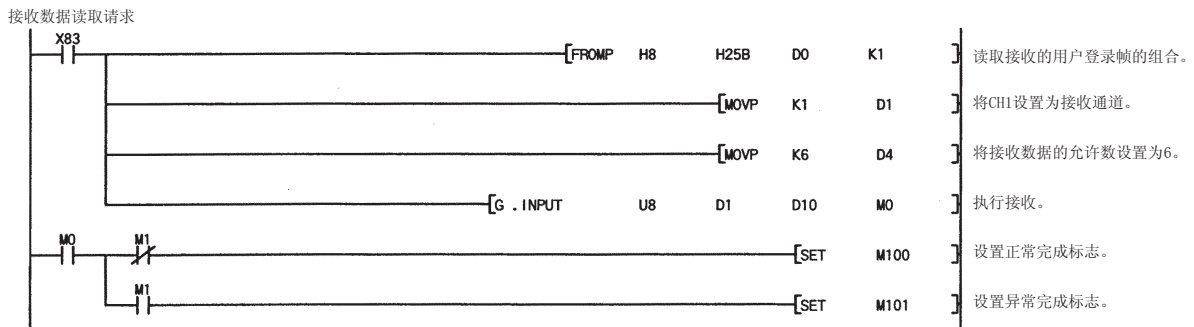 接收数据读取请求
X83
FROMP H8 H25B D0 K1 读取接收的用户登录帧的组合。
MOVP K1 D1 将CH1设置为接收通道。
MOVP K6 D4 将接收数据的允许数设置为6。
G .INPUT U8 D1 D10 M0 执行接收。
M0 M1
SET M100 设置正常完成标志。
M1
SET M101 设置异常完成标志。